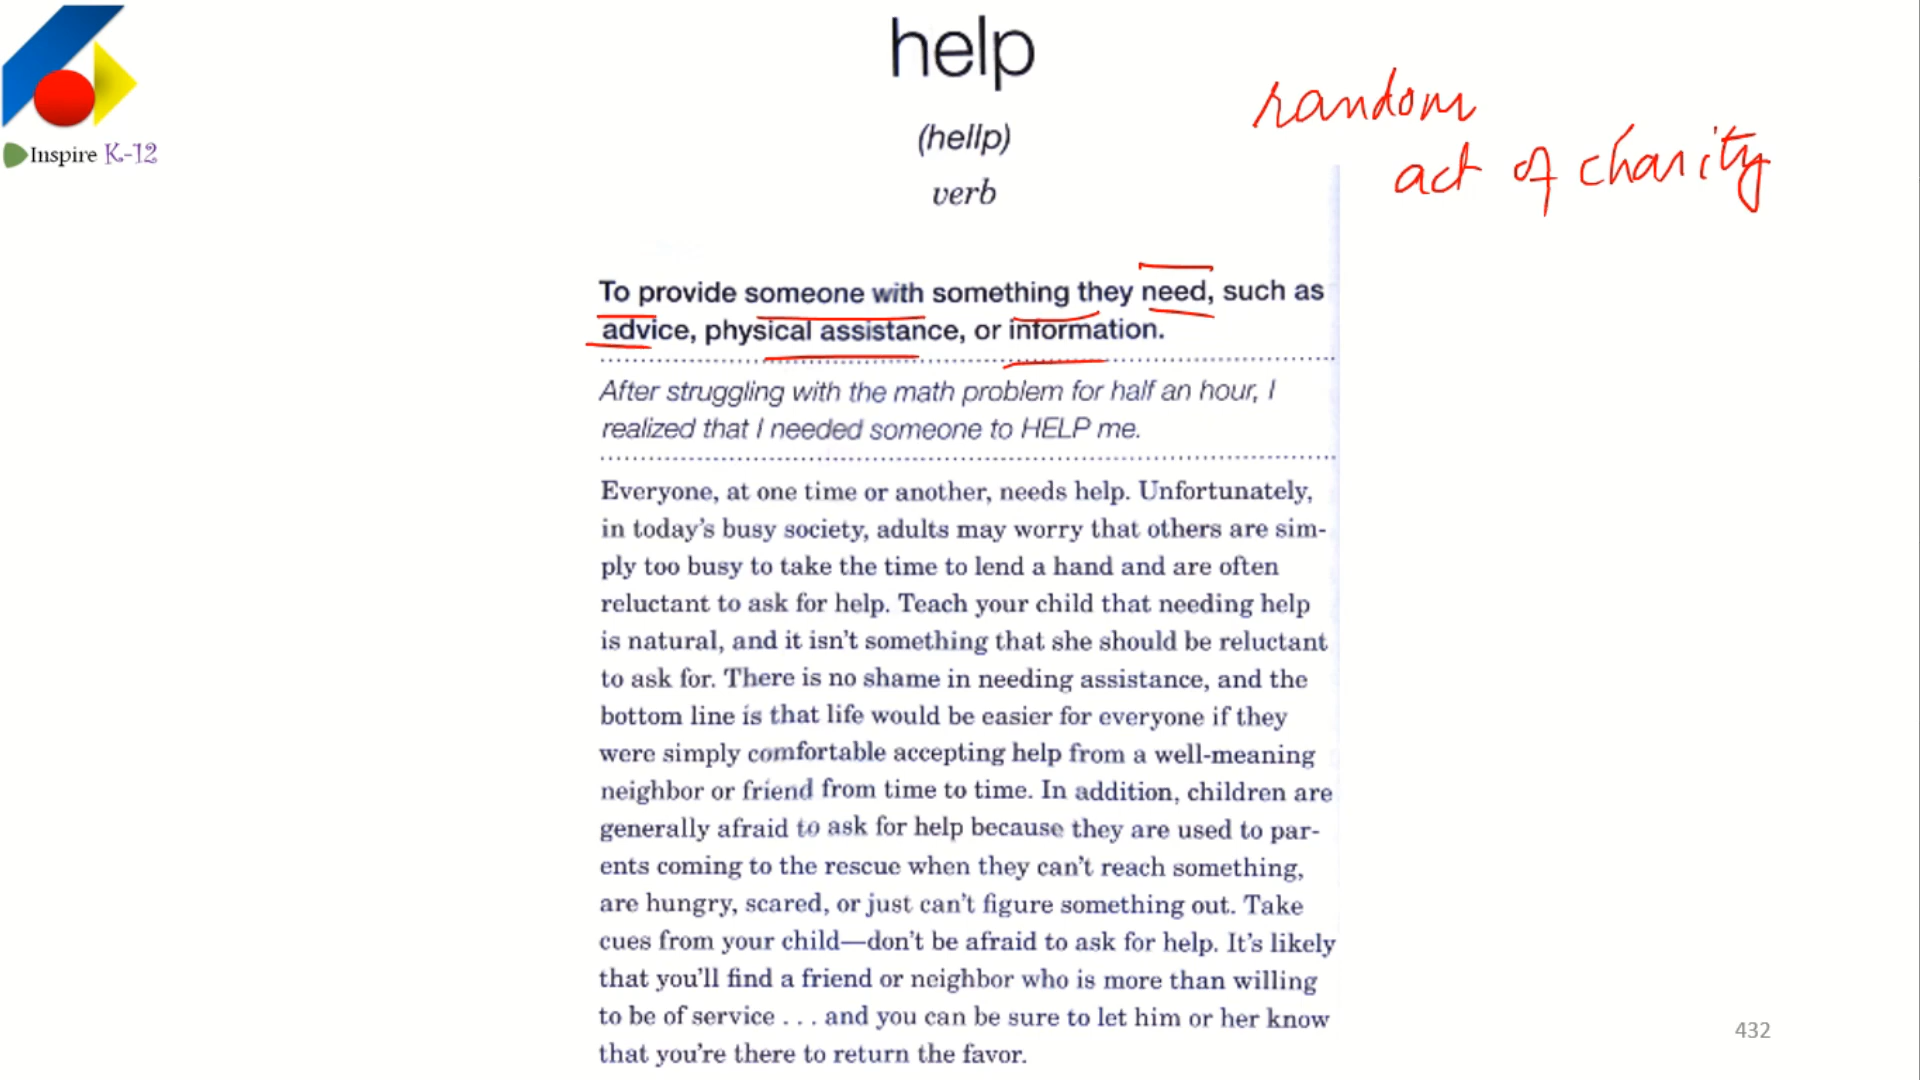 help
(hellp)
verb
random
act of charity
Inspire K-12
To provide someone with something they need, such as
advice, physical assistance, or information.
After struggling with the math problem for half an hour, I
realized that I needed someone to HELP me.
Everyone, at one time or another, needs help. Unfortunately,
in today's busy society, adults may worry that others are sim-
ply too busy to take the time to lend a hand and are often
reluctant to ask for help. Teach your child that needing help
is natural, and it isn't something that she should be reluctant
to ask for. There is no shame in needing assistance, and the
bottom line is that life would be easier for everyone if they
were simply comfortable accepting help from a well-meaning
neighbor or friend from time to time. In addition, children are
generally afraid to ask for help because they are used to par-
ents coming to the rescue when they can't reach something,
are hungry, scared, or just can't figure something out. Take
cues from your child—don't be afraid to ask for help. It's likely
that you'll find a friend or neighbor who is more than willing
to be of service . . . and you can be sure to let him or her know
that you're there to return the favor.
432